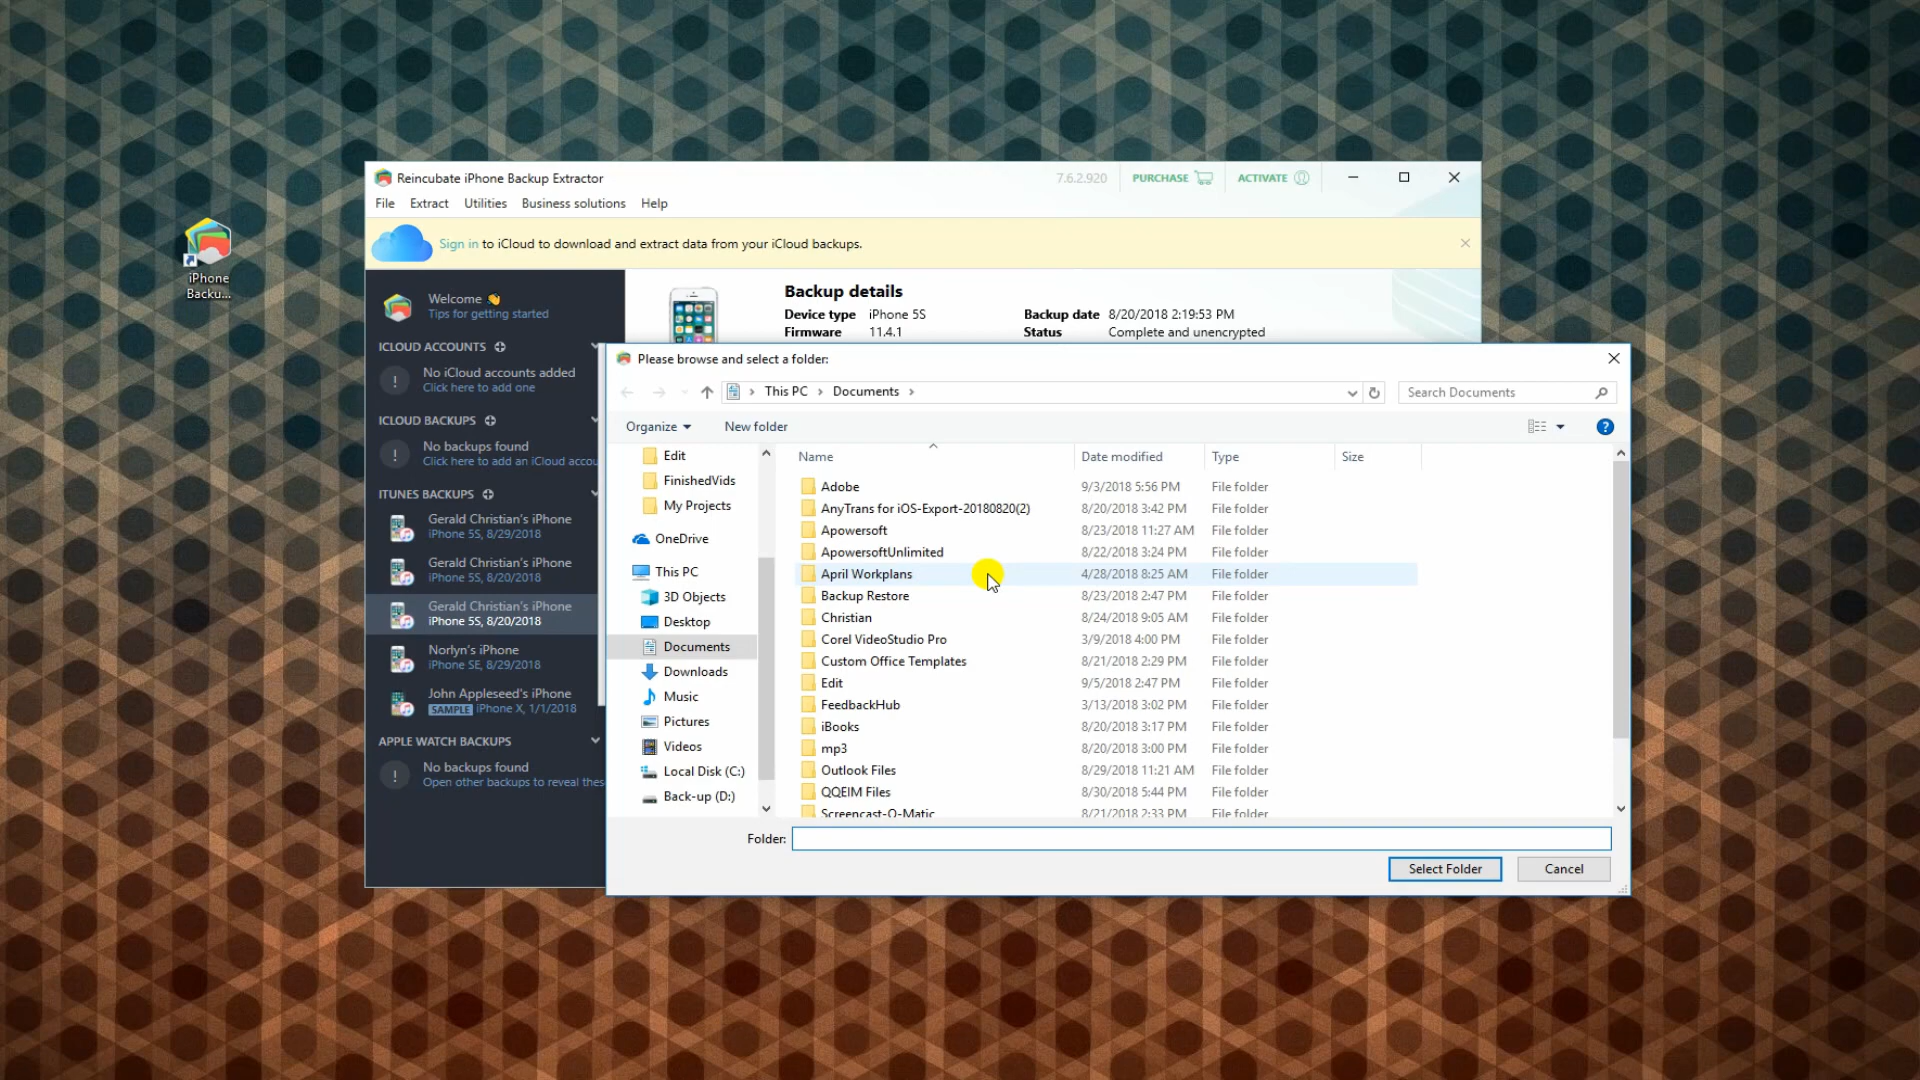 iPhone
Backu...
Reincubate iPhone Backup Extractor
7.6.2.920
PURCHASE
ACTIVATE
File Extract Utilities Business solutions Help
Sign in to iCloud to download and extract data from your iCloud backups.
Welcome
Tips for getting started
ICLOUD ACCOUNTS
No iCloud accounts added
Click here to add one
ICLOUD BACKUPS
No backups found
Click here to add an iCloud accou
ITUNES BACKUPS
Gerald Christian's iPhone
iPhone 5S, 8/29/2018
Gerald Christian's iPhone
iPhone 5S, 8/20/2018
Gerald Christian's iPhone
iPhone 5S, 8/20/2018
Norlyn's iPhone
iPhone SE, 8/29/2018
John Appleseed's iPhone
SAMPLE iPhone X, 1/1/2018
APPLE WATCH BACKUPS
No backups found
Open other backups to reveal thes
Backup details
Device type iPhone 5S Backup date 8/20/2018 2:19:53 PM
Firmware 11.4.1 Status Complete and unencrypted
Please browse and select a folder:
This PC Documents
Search Documents
Organize New folder
Edit
FinishedVids
My Projects
OneDrive
This PC
3D Objects
Desktop
Documents
Downloads
Music
Pictures
Videos
Local Disk (C:)
Back-up (D:)
Name Date modified Type Size
Adobe 9/3/2018 5:56 PM File folder
AnyTrans for iOS-Export-20180820(2) 8/20/2018 3:42 PM File folder
Apowersoft 8/23/2018 11:27 AM File folder
ApowersoftUnlimited 8/22/2018 3:24 PM File folder
April Workplans 4/28/2018 8:25 AM File folder
Backup Restore 8/23/2018 2:47 PM File folder
Christian 8/24/2018 9:05 AM File folder
Corel VideoStudio Pro 3/9/2018 4:00 PM File folder
Custom Office Templates 8/21/2018 2:29 PM File folder
Edit 9/5/2018 2:47 PM File folder
FeedbackHub 3/13/2018 3:02 PM File folder
iBooks 8/20/2018 3:17 PM File folder
mp3 8/20/2018 3:00 PM File folder
Outlook Files 8/29/2018 11:21 AM File folder
QQEIM Files 8/30/2018 5:44 PM File folder
Screencast-O-Matic 8/21/2018 2:33 PM File folder
Folder:
Select Folder Cancel